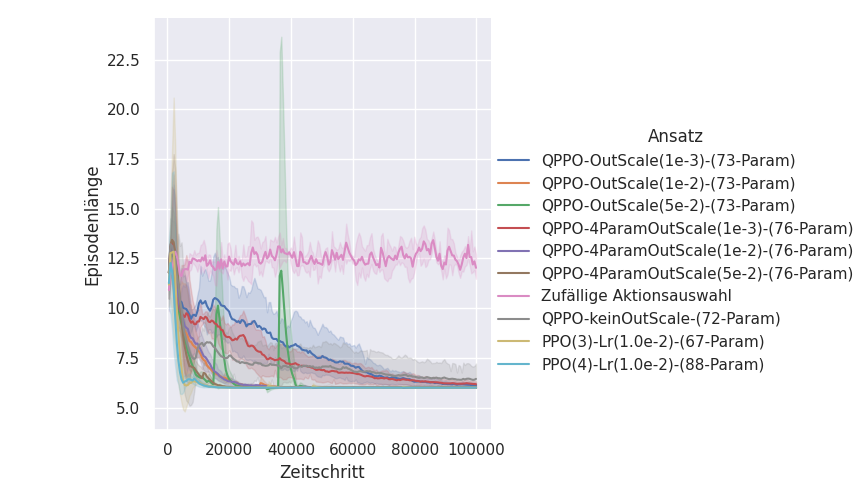 22.5
20.0
17.5
15.0
12.5
10.0
7.5
5.0
Episodenlänge
0 20000 40000 60000 80000 100000
Zeitschritt
Ansatz
QPPO-OutScale(1e-3)-(73-Param)
QPPO-OutScale(1e-2)-(73-Param)
QPPO-OutScale(5e-2)-(73-Param)
QPPO-4ParamOutScale(1e-3)-(76-Param)
QPPO-4ParamOutScale(1e-2)-(76-Param)
QPPO-4ParamOutScale(5e-2)-(76-Param)
Zufällige Aktionsauswahl
QPPO-keinOutScale-(72-Param)
PPO(3)-Lr(1.0e-2)-(67-Param)
PPO(4)-Lr(1.0e-2)-(88-Param)